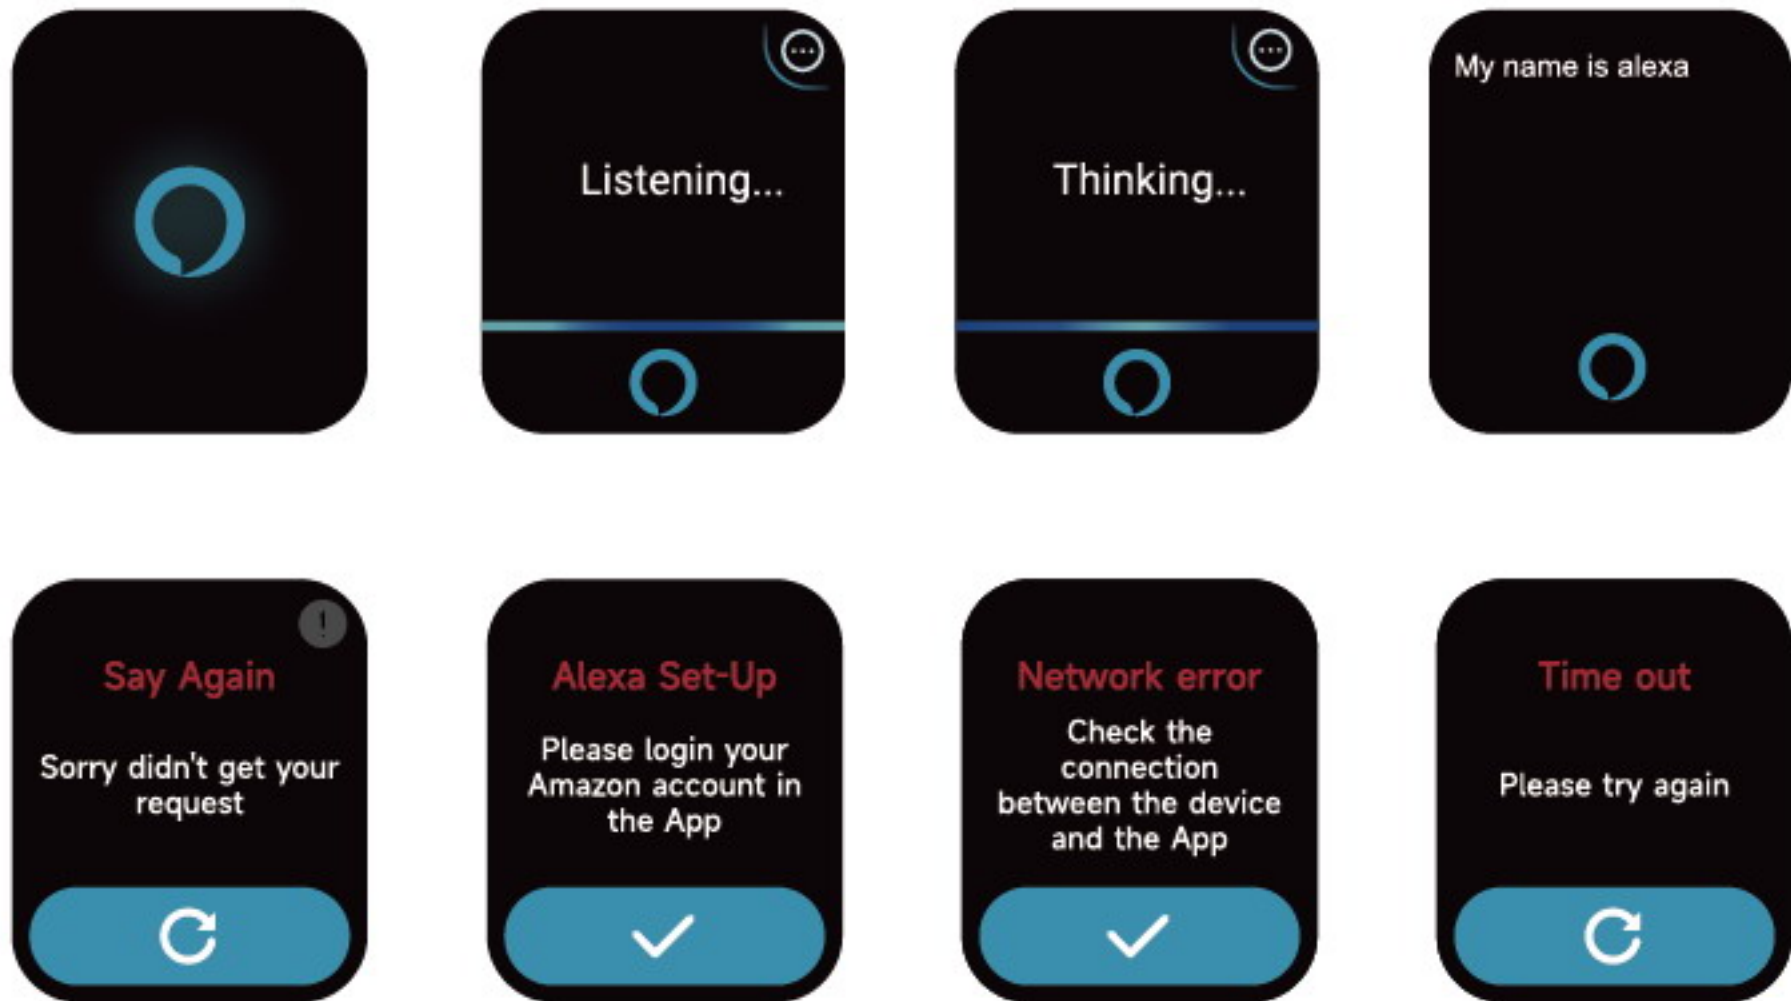 Listening...
Thinking...
My name is alexa
Say Again
Sorry didn't get your
request
Alexa Set-Up
Please login your
Amazon account in
the App
Network error
Check the
connection
between the device
and the App
Time out
Please try again